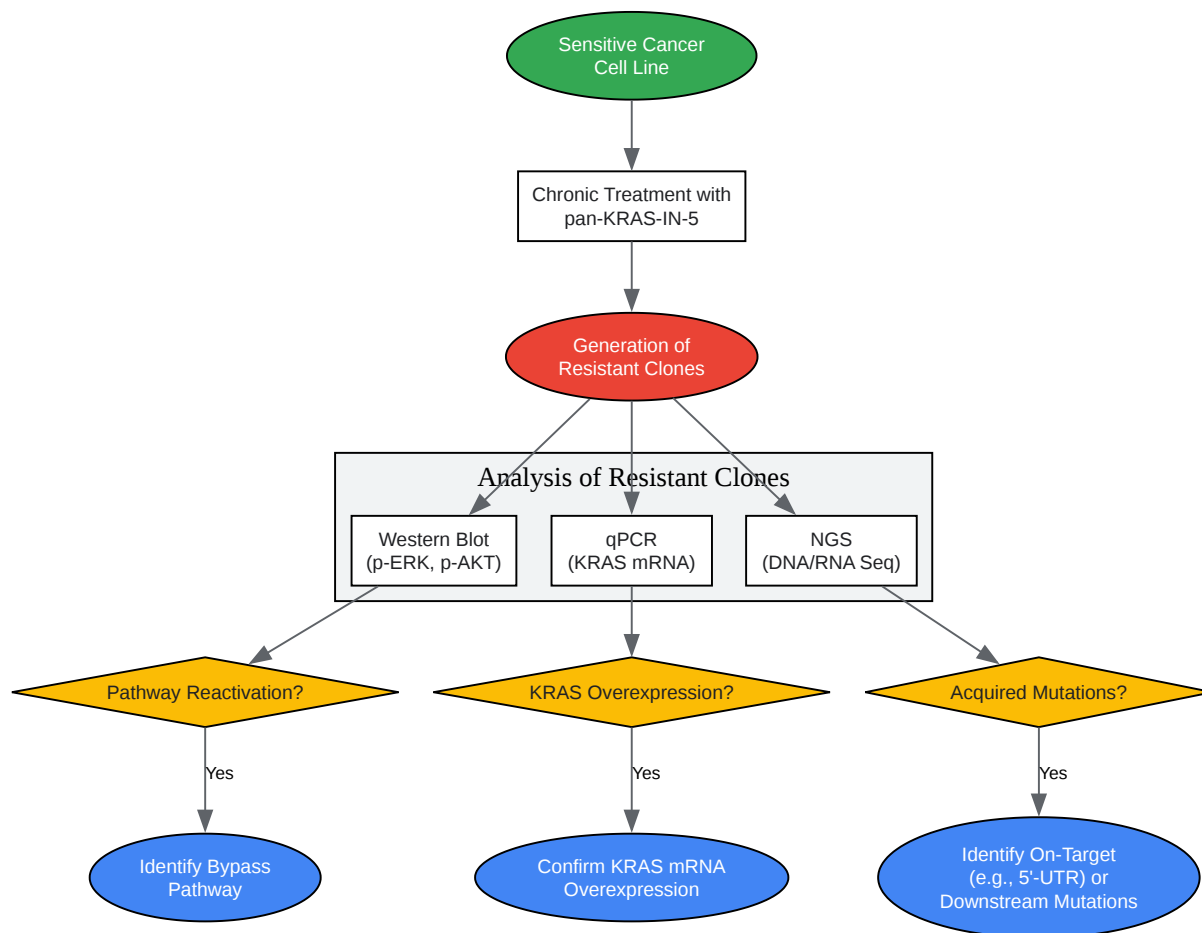 Sensitive Cancer
Cell Line
Chronic Treatment with
pan-KRAS-IN-5
Generation of
Resistant Clones
Analysis of Resistant Clones
Western Blot
(p-ERK, p-AKT)
qPCR
(KRAS mRNA)
NGS
(DNA/RNA Seq)
Pathway Reactivation?
KRAS Overexpression?
Acquired Mutations?
Yes
Yes
Yes
Identify Bypass
Pathway
Confirm KRAS mRNA
Overexpression
Identify On-Target
(e.g., 5'-UTR) or
Downstream Mutations